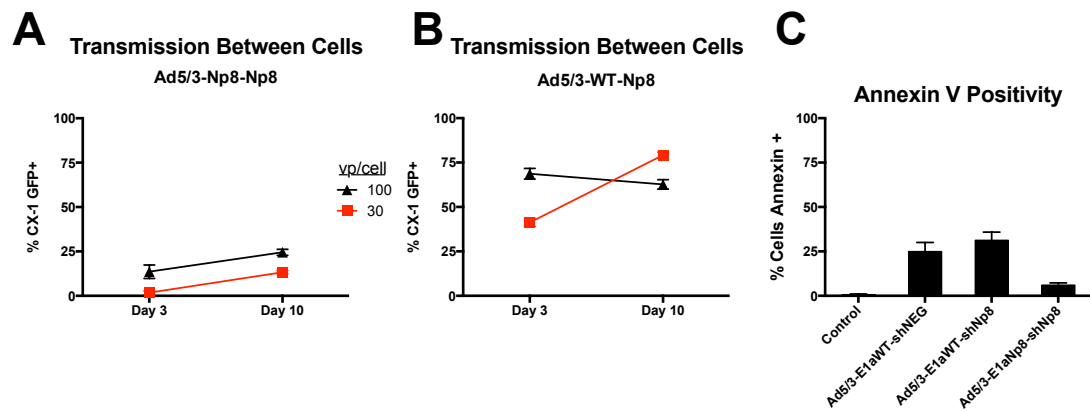 A
Transmission Between Cells
Ad5/3-Np8-Np8
% CX-1 GFP+
100
75
50
25
0
Day 3
Day 10
vp/cell
100
30
B
Transmission Between Cells
Ad5/3-WT-Np8
% CX-1 GFP+
100
75
50
25
0
Day 3
Day 10
C
Annexin V Positivity
% Cells Annexin +
100
75
50
25
0
Control
Ad5/3-E1aWT-shNEG
Ad5/3-E1aWT-shNp8
Ad5/3-E1aNp8-shNp8